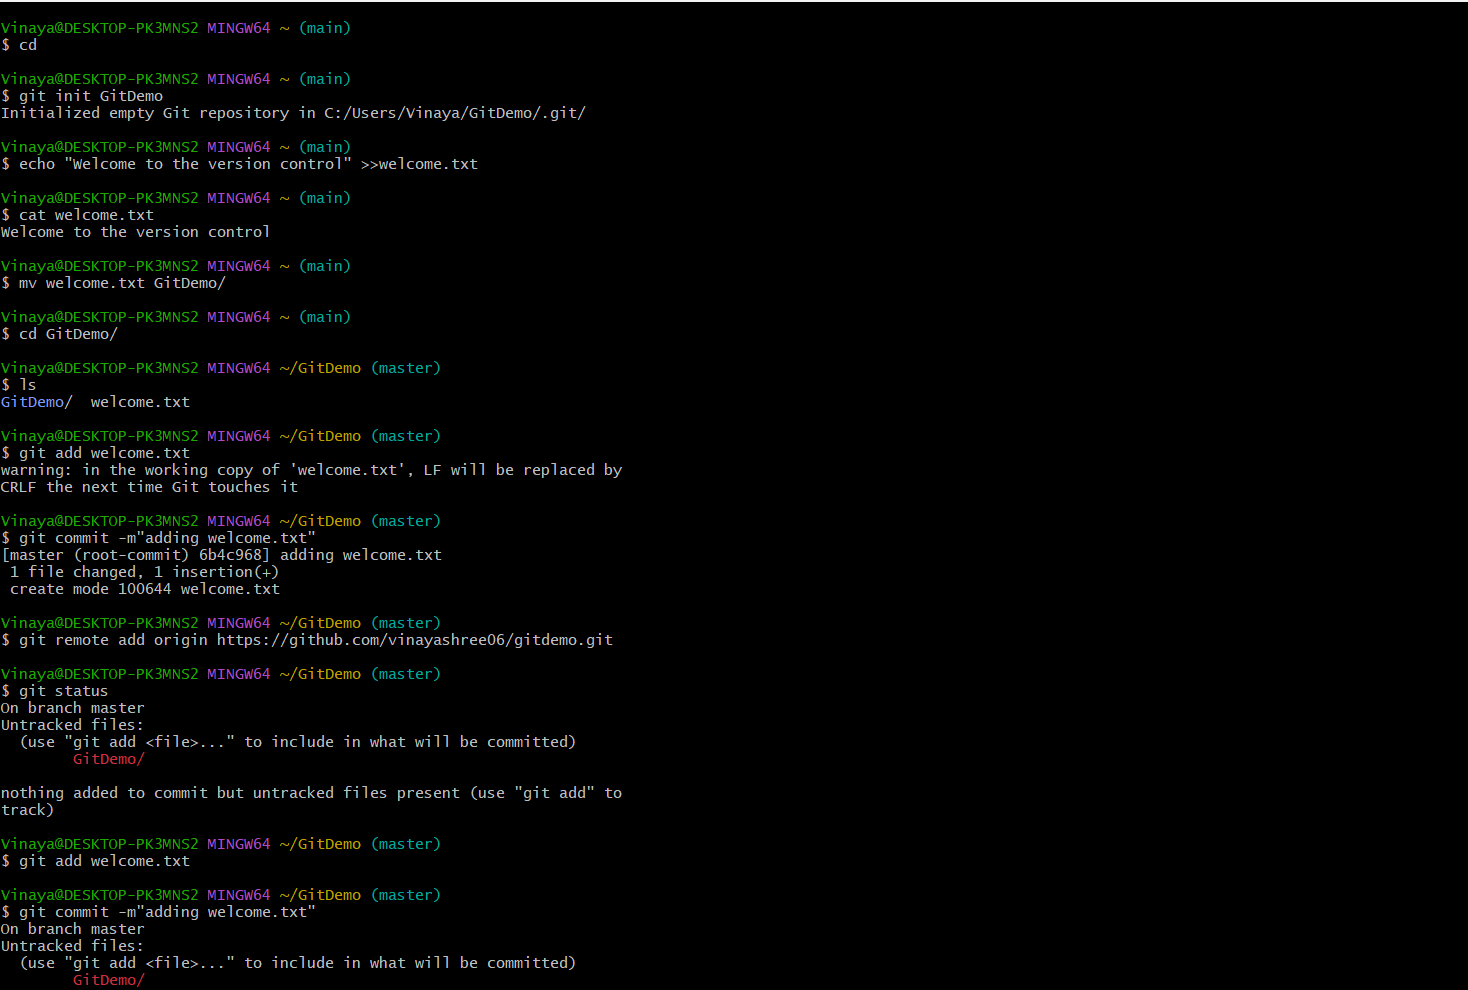 Vinaya@DESKTOP-PK3MNS2 MINGW64 ~ (main)
$ cd
Vinaya@DESKTOP-PK3MNS2 MINGW64 ~ (main)
$ git init GitDemo
Initialized empty Git repository in C:/Users/Vinaya/GitDemo/.git/
Vinaya@DESKTOP-PK3MNS2 MINGW64 ~ (main)
$ echo "Welcome to the version control" >>welcome.txt
Vinaya@DESKTOP-PK3MNS2 MINGW64 ~ (main)
$ cat welcome.txt
Welcome to the version control
Vinaya@DESKTOP-PK3MNS2 MINGW64 ~ (main)
$ mv welcome.txt GitDemo/
Vinaya@DESKTOP-PK3MNS2 MINGW64 ~ (main)
$ cd GitDemo/
Vinaya@DESKTOP-PK3MNS2 MINGW64 ~/GitDemo (master)
$ ls
GitDemo/  welcome.txt
Vinaya@DESKTOP-PK3MNS2 MINGW64 ~/GitDemo (master)
$ git add welcome.txt
warning: in the working copy of 'welcome.txt', LF will be replaced by
CRLF the next time Git touches it
Vinaya@DESKTOP-PK3MNS2 MINGW64 ~/GitDemo (master)
$ git commit -m"adding welcome.txt"
[master (root-commit) 6b4c968] adding welcome.txt
 1 file changed, 1 insertion(+)
 create mode 100644 welcome.txt
Vinaya@DESKTOP-PK3MNS2 MINGW64 ~/GitDemo (master)
$ git remote add origin https://github.com/vinayashree06/gitdemo.git
Vinaya@DESKTOP-PK3MNS2 MINGW64 ~/GitDemo (master)
$ git status
On branch master
Untracked files:
  (use "git add <file>..." to include in what will be committed)
        GitDemo/
nothing added to commit but untracked files present (use "git add" to
track)
Vinaya@DESKTOP-PK3MNS2 MINGW64 ~/GitDemo (master)
$ git add welcome.txt
Vinaya@DESKTOP-PK3MNS2 MINGW64 ~/GitDemo (master)
$ git commit -m"adding welcome.txt"
On branch master
Untracked files:
  (use "git add <file>..." to include in what will be committed)
        GitDemo/